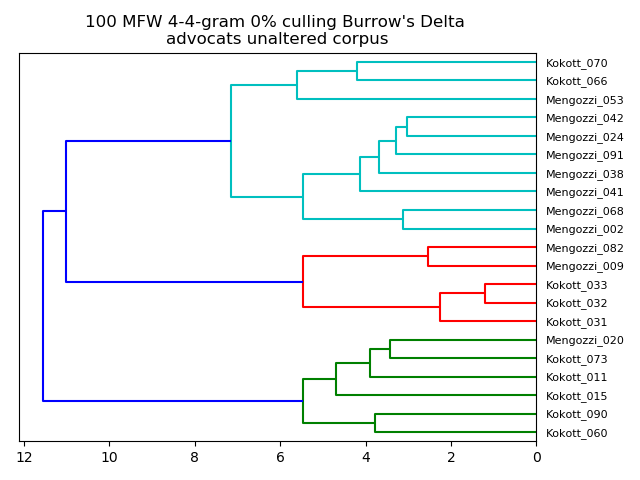 100 MFW 4-4-gram 0% culling Burrow's Delta
advocats unaltered corpus
Kokott_070
Kokott_066
Mengozzi_053
Mengozzi_042
Mengozzi_024
Mengozzi_091
Mengozzi_038
Mengozzi_041
Mengozzi_068
Mengozzi_002
Mengozzi_082
Mengozzi_009
Kokott_033
Kokott_032
Kokott_031
Mengozzi_020
Kokott_073
Kokott_011
Kokott_015
Kokott_090
Kokott_060
12 10 8 6 4 2 0